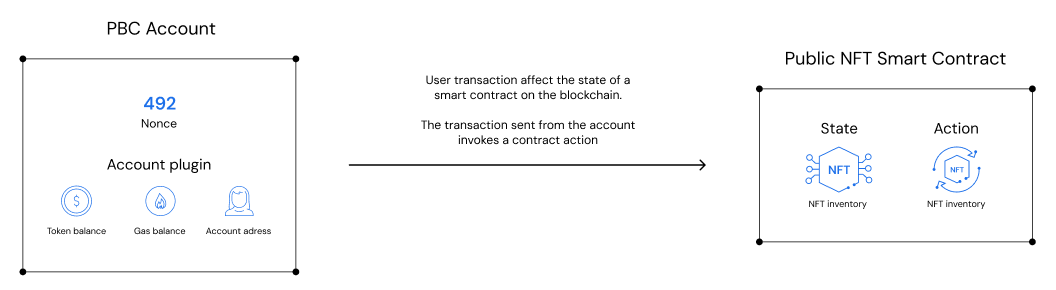 PBC Account
492
Nonce
Account plugin
$
Token balance
Gas balance
Account adress
User transaction affect the state of a
smart contract on the blockchain.
The transaction sent from the account
invokes a contract action
Public NFT Smart Contract
State
Action
NFT
NFT
NFT inventory
NFT inventory